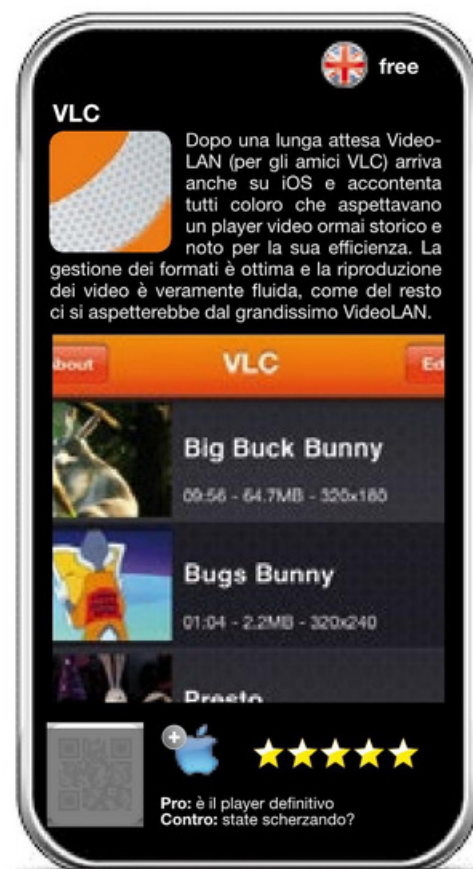 free
VLC
Dopo una lunga attesa Video-
LAN (per gli amici VLC) arriva
anche su iOS e accontenta
tutti coloro che aspettavano
un player video ormai storico e
noto per la sua efficienza. La
gestione dei formati è ottima e la riproduzione
dei video è veramente fluida, come del resto
ci si aspetterebbe dal grandissimo VideoLAN.
About VLC Ed
Big Buck Bunny
09:56 - 64.7MB - 320x180
Bugs Bunny
01:04 - 2.2MB - 320x240
Presto
Pro: è il player definitivo
Contro: state scherzando?